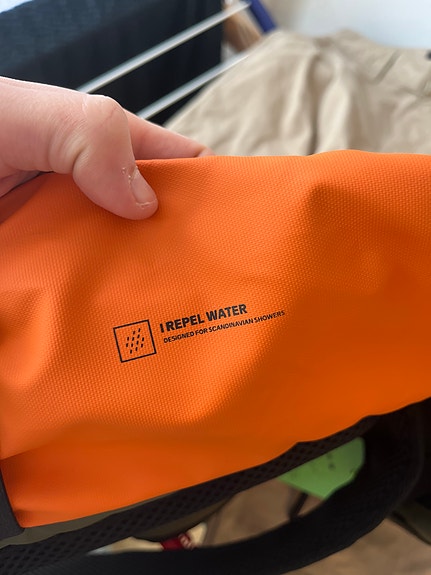 I REPEL WATER
DESIGNED FOR SCANDINAVIAN SHOWERS